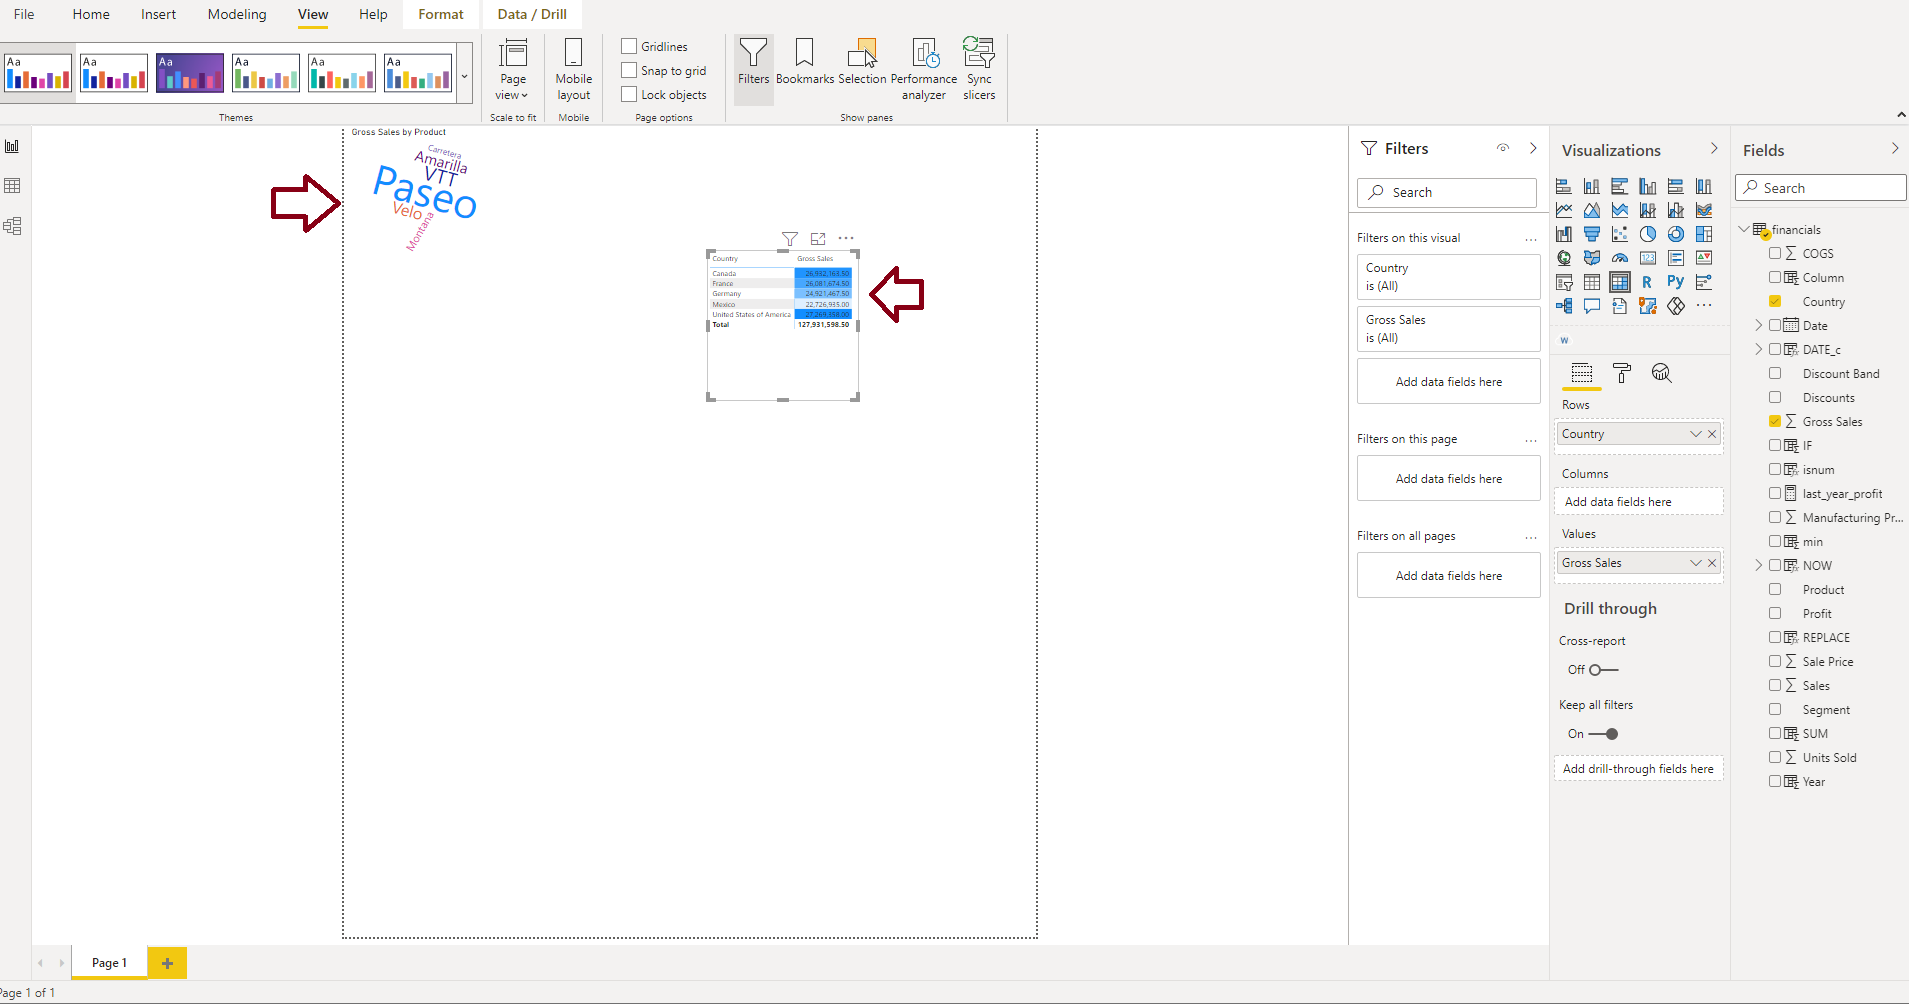 File Home Insert Modeling View Help Format Data / Drill
Aa Aa Aa Aa Aa Aa
Themes
Page view
Scale to fit
Mobile layout
Mobile
Gridlines
Snap to grid
Lock objects
Page options
Filters
Bookmarks
Selection
Performance analyzer
Sync slicers
Show panes
Gross Sales by Product
Carretera
Amarilla
VTT
Paseo
Velo
Montana
Country Gross Sales
Canada 26,932,163.50
France 26,081,674.50
Germany 24,921,467.50
Mexico 22,726,935.00
United States of America 27,269,358.00
Total 127,931,598.50
Filters
Search
Filters on this visual ...
Country
is (All)
Gross Sales
is (All)
Add data fields here
Filters on this page ...
Add data fields here
Filters on all pages ...
Add data fields here
Visualizations
123
R Py
...
W
Rows
Country
Columns
Add data fields here
Values
Gross Sales
Drill through
Cross-report
Off
Keep all filters
On
Add drill-through fields here
Fields
Search
financials
COGS
Column
Country
Date
DATE_c
Discount Band
Discounts
Gross Sales
IF
isnum
last_year_profit
Manufacturing Pr...
min
NOW
Product
Profit
REPLACE
Sale Price
Sales
Segment
SUM
Units Sold
Year
Page 1
Page 1 of 1